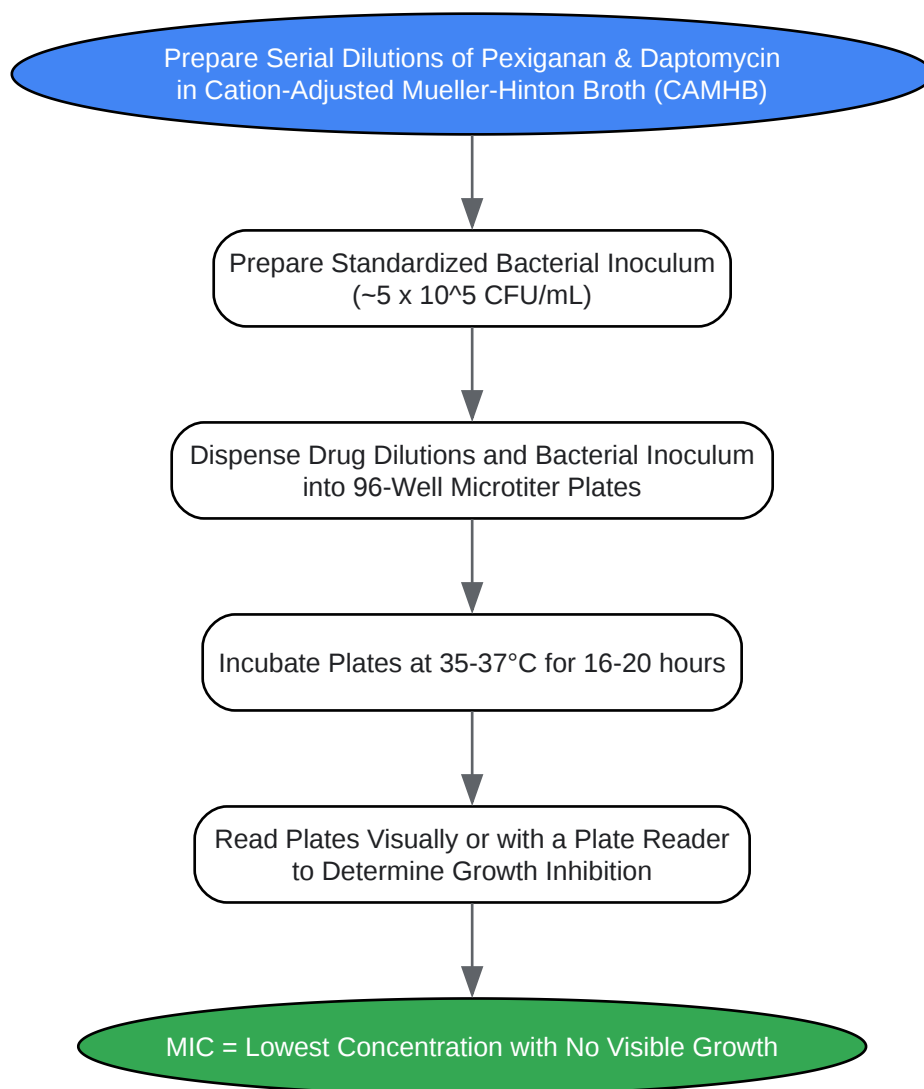 Prepare Serial Dilutions of Pexiganan & Daptomycin
in Cation-Adjusted Mueller-Hinton Broth (CAMHB)
Prepare Standardized Bacterial Inoculum
(~5 x 10^5 CFU/mL)
Dispense Drug Dilutions and Bacterial Inoculum
into 96-Well Microtiter Plates
Incubate Plates at 35-37°C for 16-20 hours
Read Plates Visually or with a Plate Reader
to Determine Growth Inhibition
MIC = Lowest Concentration with No Visible Growth